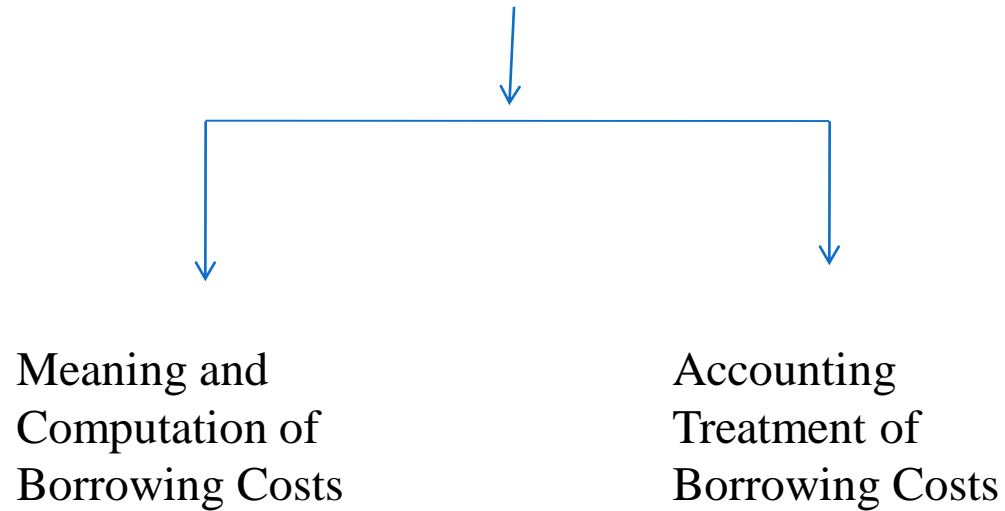 Meaning and
Computation of
Borrowing Costs
Accounting
Treatment of
Borrowing Costs